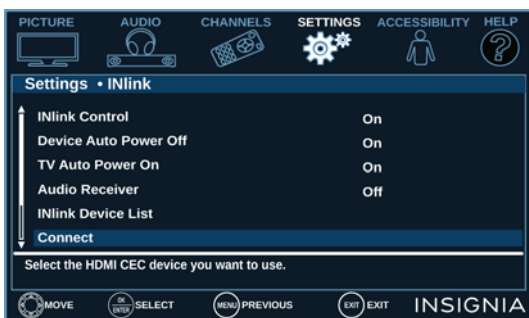 PICTURE AUDIO CHANNELS SETTINGS ACCESSIBILITY HELP
?
Settings • INlink
INlink Control On
Device Auto Power Off On
TV Auto Power On On
Audio Receiver Off
INlink Device List
Connect
Select the HDMI CEC device you want to use.
MOVE OK ENTER SELECT MENU PREVIOUS EXIT EXIT INSIGNIA